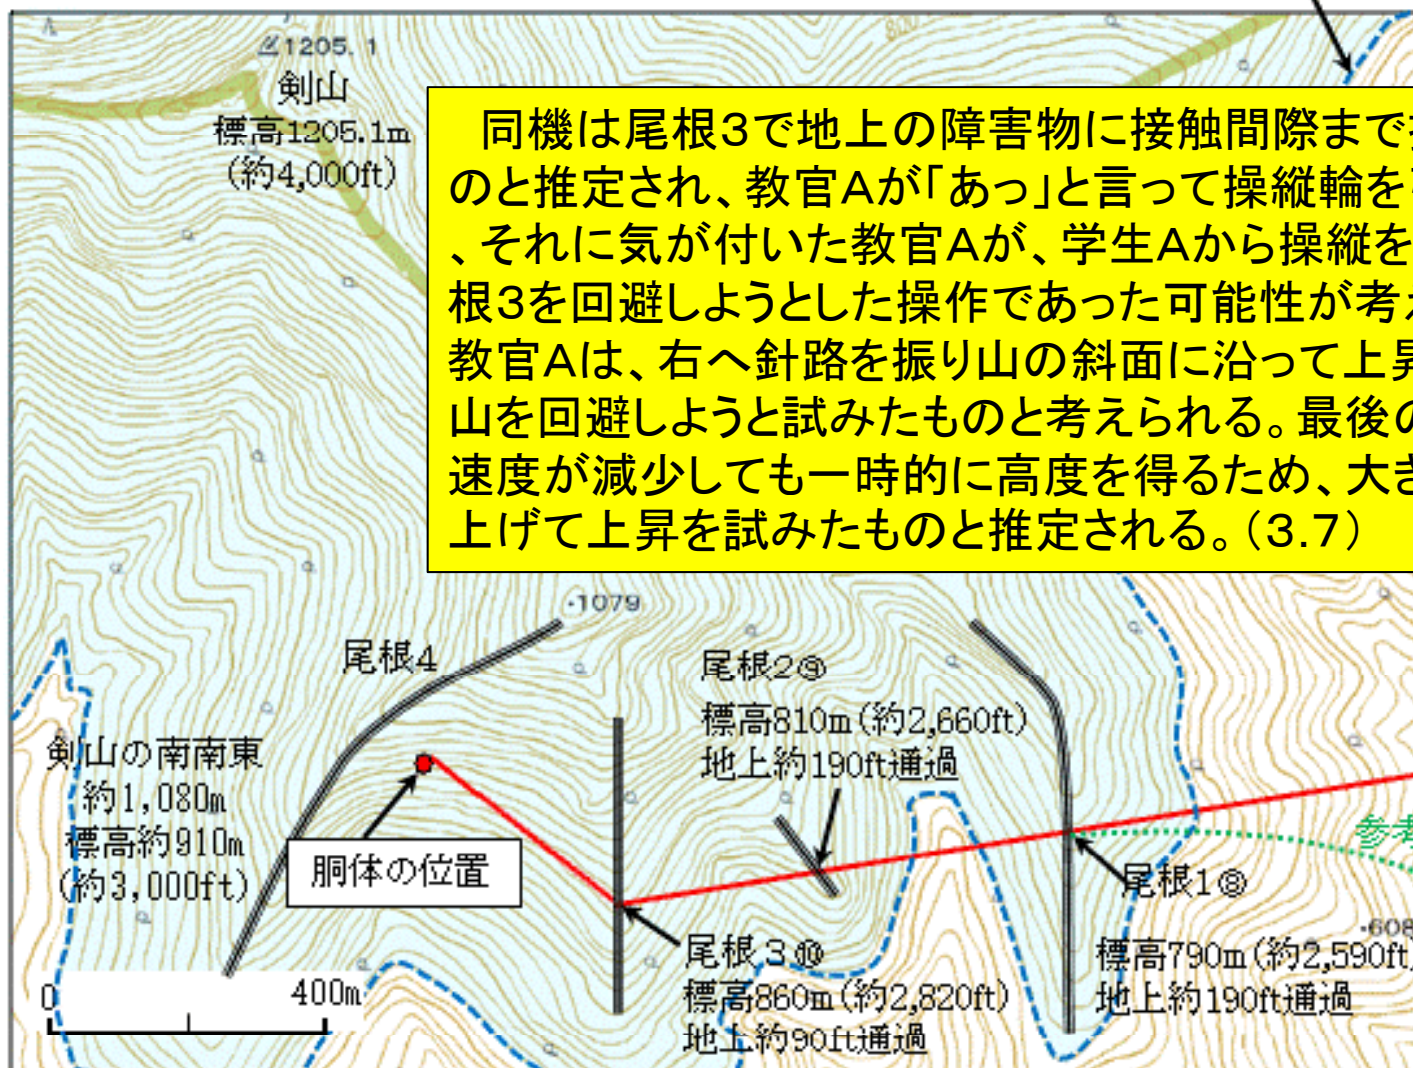 1205.1
剣山
標高1205.1m
(約4,000ft)
800
同機は尾根3で地上の障害物に接触間際まで
のと推定され、教官Aが「あっ」と言って操縦輪を
、それに気が付いた教官Aが、学生Aから操縦を
根3を回避しようとした操作であった可能性が考
教官Aは、右へ針路を振り山の斜面に沿って上昇
山を回避しようと試みたものと考えられる。最後の
速度が減少しても一時的に高度を得るため、大き
上げて上昇を試みたものと推定される。(3.7)
・1079
尾根4
尾根2⑨
標高810m(約2,660ft)
地上約190ft通過
剣山の南南東
約1,080m
標高約910m
(約3,000ft)
胴体の位置
参考
尾根1⑧
・608
標高790m(約2,590ft)
地上約190ft通過
尾根3⑩
標高860m(約2,820ft)
地上約90ft通過
0
400m